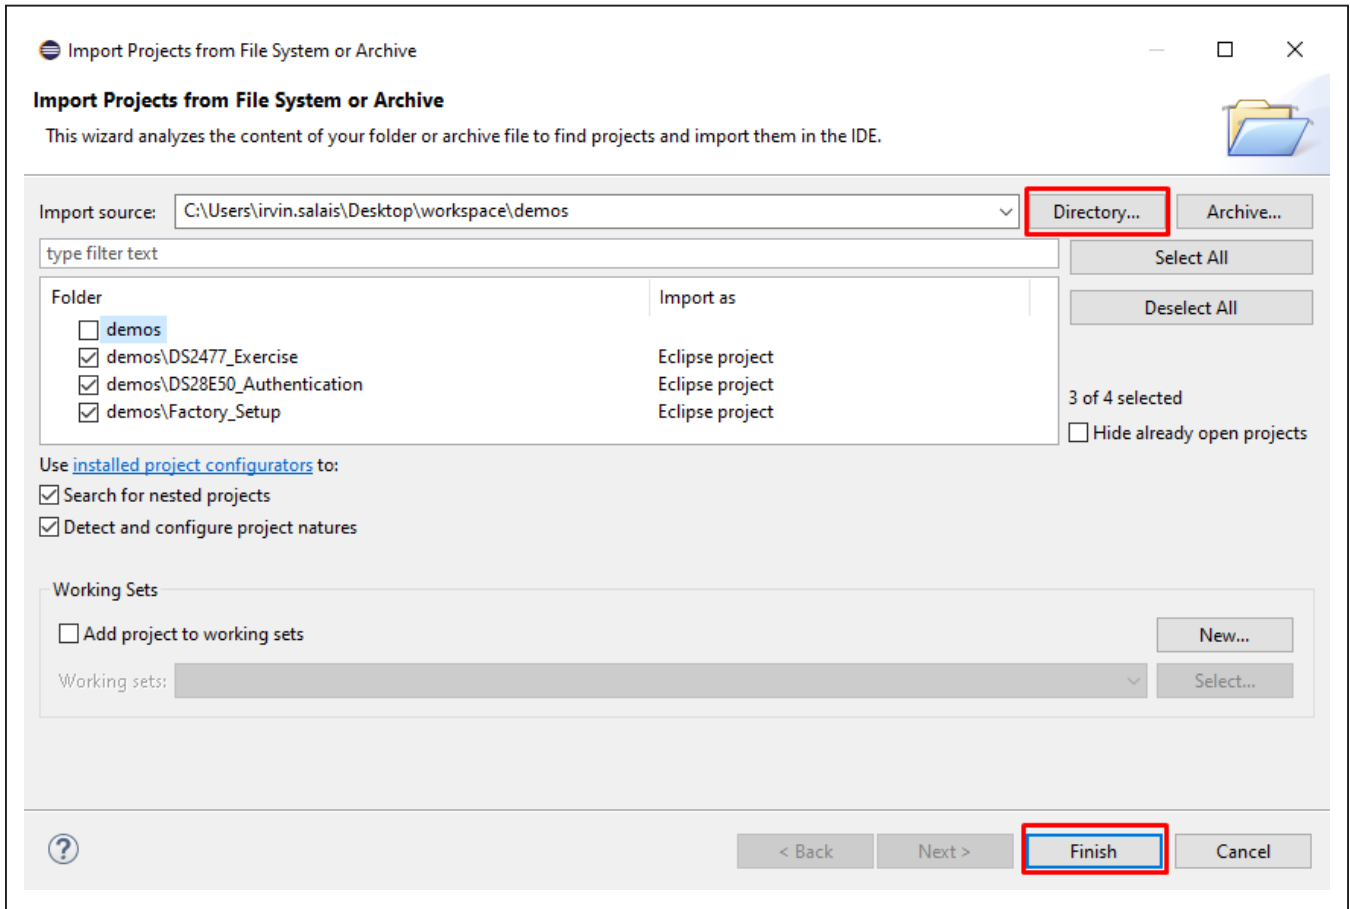 Import Projects from File System or Archive
Import Projects from File System or Archive
This wizard analyzes the content of your folder or archive file to find projects and import them in the IDE.
Import source: C:\Users\irvin.salais\Desktop\workspace\demos Directory... Archive...
type filter text Select All
Folder Import as Deselect All
demos
demos\DS2477_Exercise Eclipse project
demos\DS28E50_Authentication Eclipse project
demos\Factory_Setup Eclipse project
3 of 4 selected
Hide already open projects
Use installed project configurators to:
Search for nested projects
Detect and configure project natures
Working Sets
Add project to working sets New...
Working sets: Select...
? < Back Next > Finish Cancel